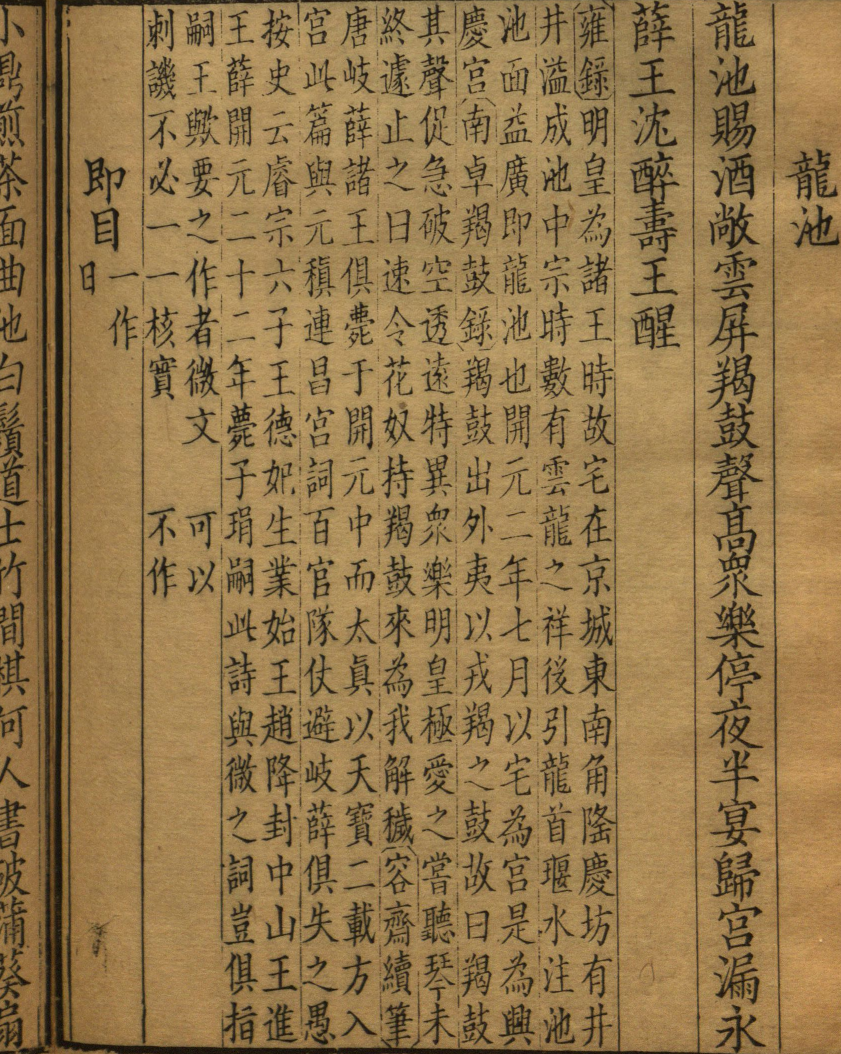 龍池
龍池賜酒敞雲屏羯鼓聲高衆樂停夜半宴歸宫漏永
薛王沈醉壽王醒
雍錄明皇為諸王時故宅在京城東南角隆慶坊有井
井溢成池中宗時數有雲龍之祥後引龍首堰水注池
池面益廣即龍池也開元二年七月以宅為宫是為興
慶宫南卓羯鼓錄羯鼓出外夷以戎羯之鼓故曰羯鼓
其聲促急破空透遠特異衆樂明皇極愛之嘗聽琴未
終遽止之曰速令花奴持羯鼓來為我解穢容齋續筆
唐岐薛諸王俱薨于開元中而太眞以天寶二載方入
宫此篇與元稹連昌宫詞百官隊仗避岐薛俱失之愚
按史云睿宗六子王德妃生業始王趙降封中山王進
王薛開元二十二年薨子琄嗣此詩與微之詞豈俱指
嗣王歟要之作者微文 可以
刺譏不必一一核實 不作
即目一作
日
小鼎煎茶面曲池白鬚道士竹間棋何人書破蒲葵扇